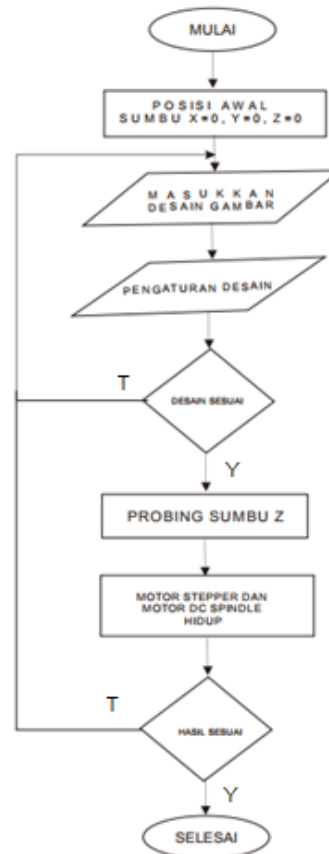 MULAI
POSISI AWAL
SUMBU X=0, Y=0, Z=0
MASUKKAN
DESAIN GAMBAR
PENGATURAN DESAIN
T
DESAIN SESUAI
Y
PROBING SUMBU Z
MOTOR STEPPER DAN
MOTOR DC SPINDLE
HIDUP
T
HASIL SESUAI
Y
SELESAI